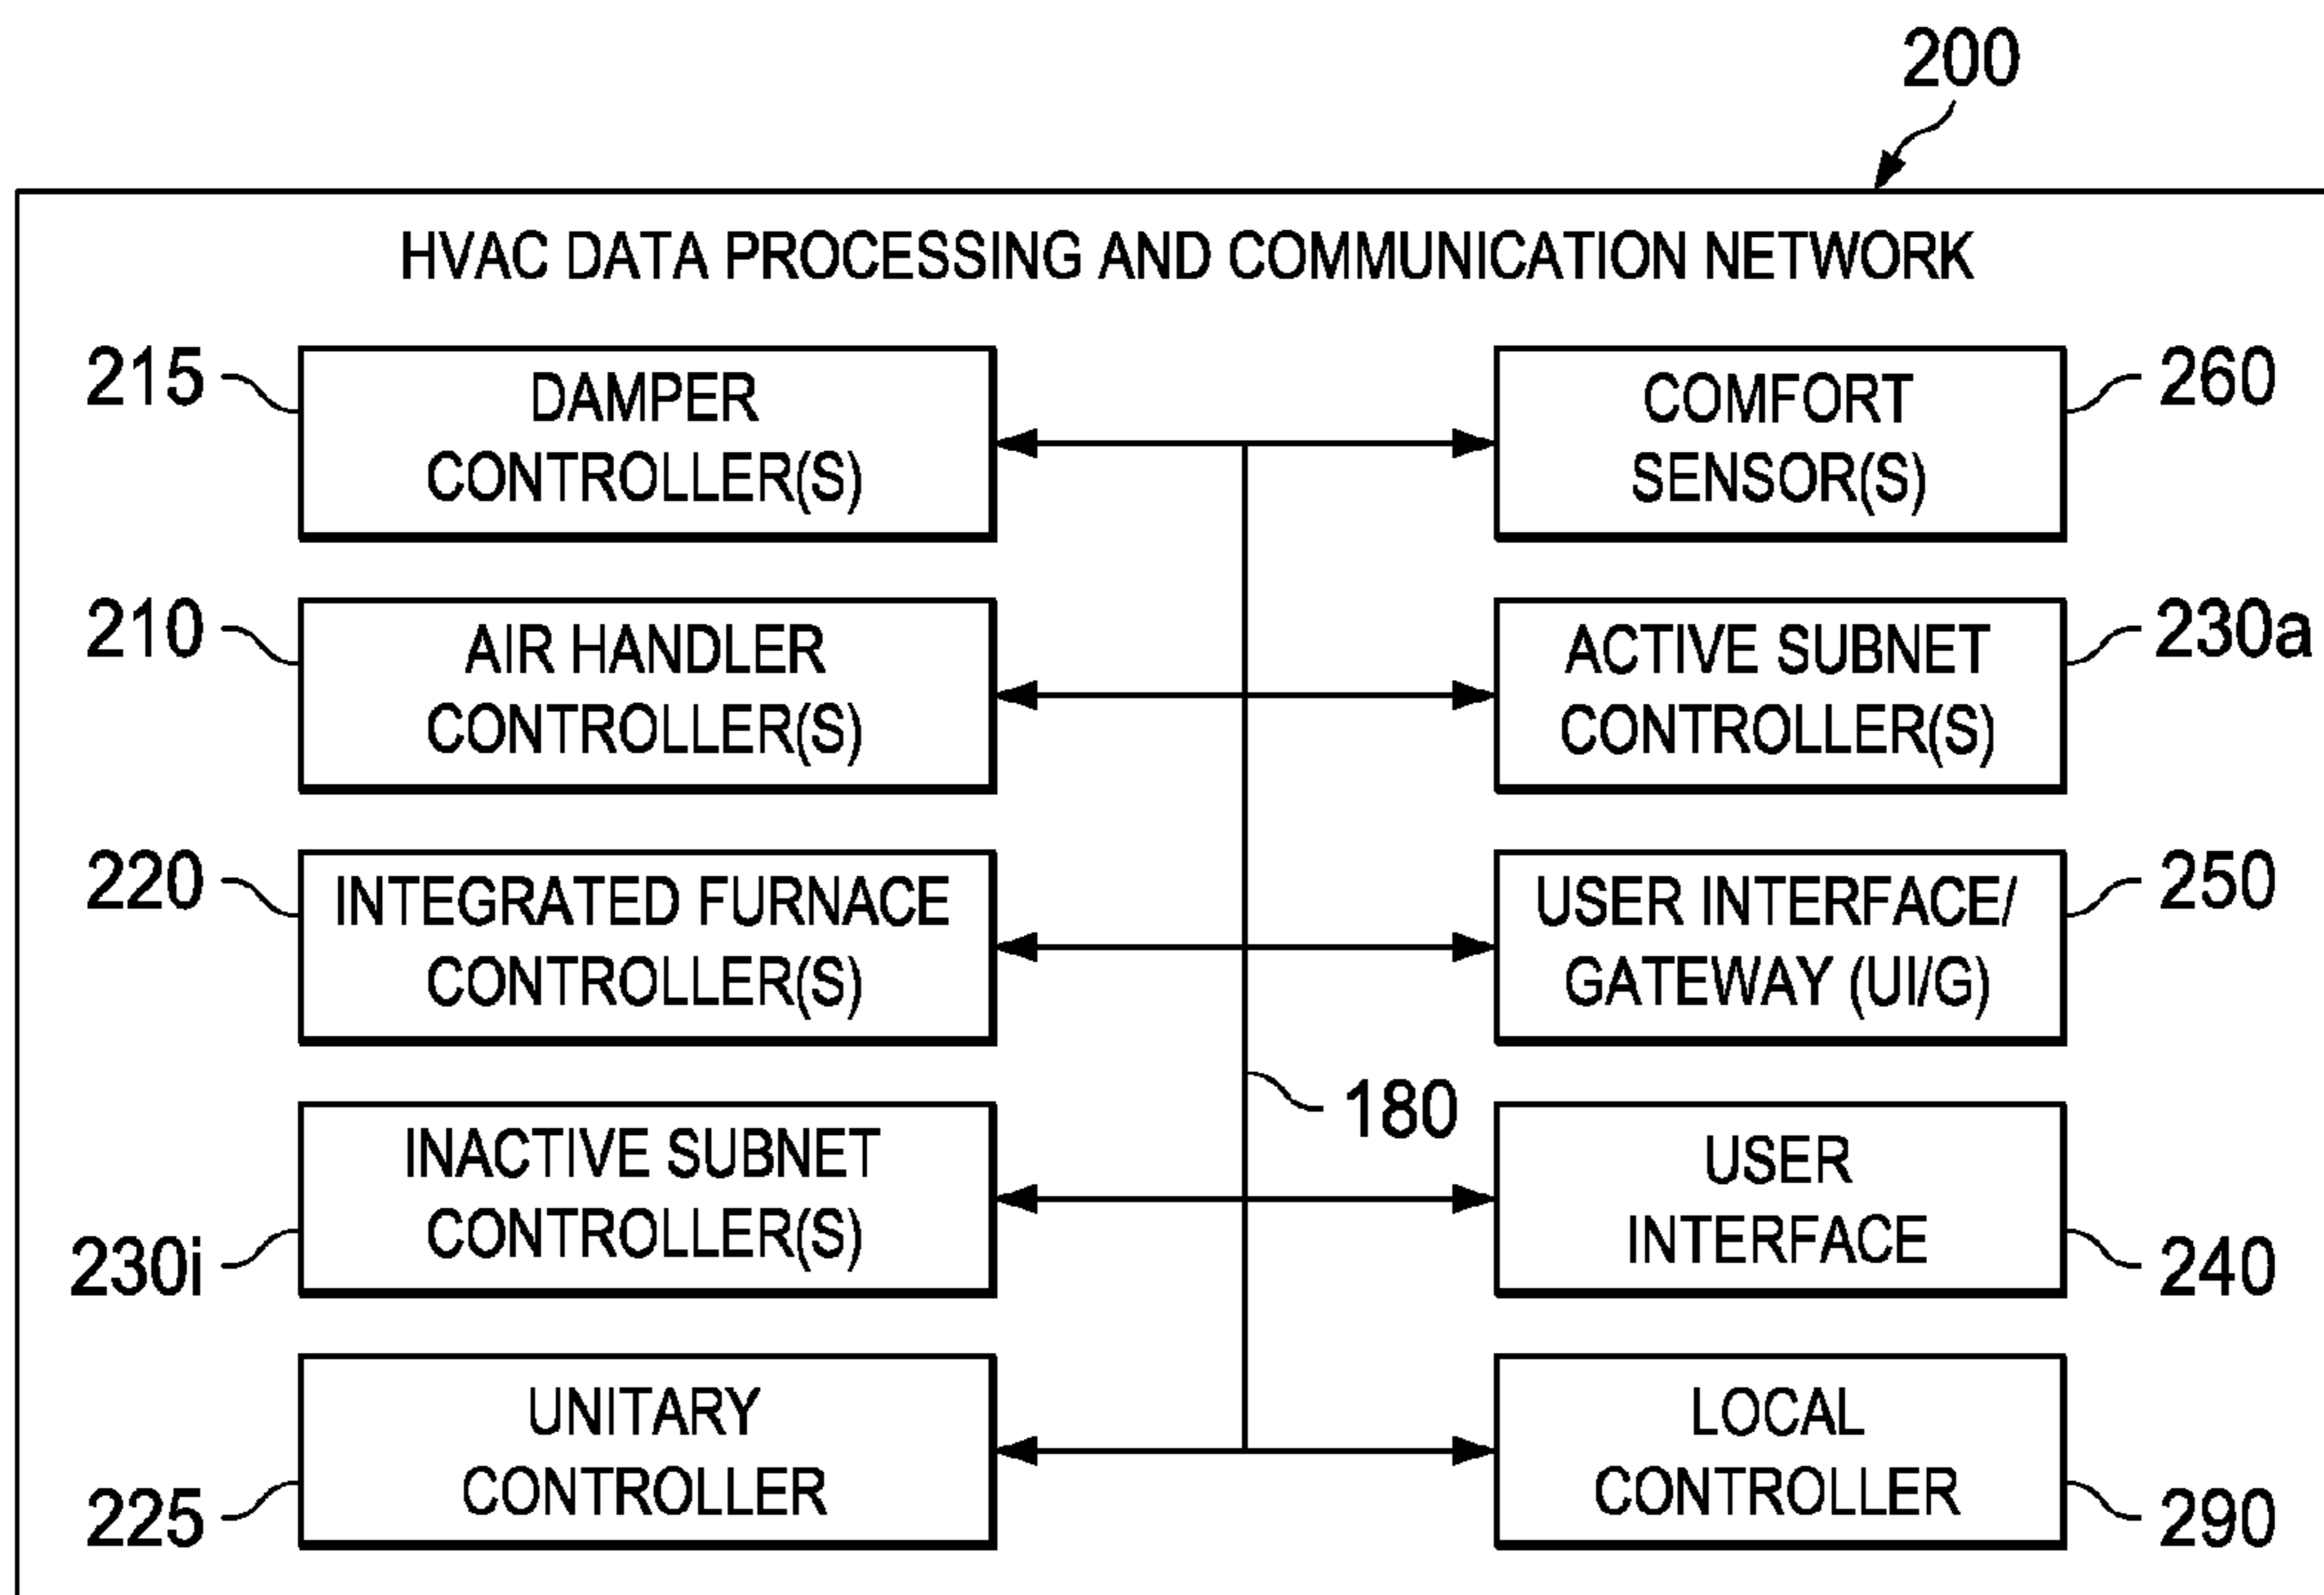 200
HVAC DATA PROCESSING AND COMMUNICATION NETWORK
215
DAMPER
CONTROLLER(S)
COMFORT
SENSOR(S)
260
210
AIR HANDLER
CONTROLLER(S)
ACTIVE SUBNET
CONTROLLER(S)
230a
220
INTEGRATED FURNACE
CONTROLLER(S)
USER INTERFACE/
GATEWAY (UI/G)
250
180
INACTIVE SUBNET
CONTROLLER(S)
230i
USER
INTERFACE
240
UNITARY
CONTROLLER
225
LOCAL
CONTROLLER
290